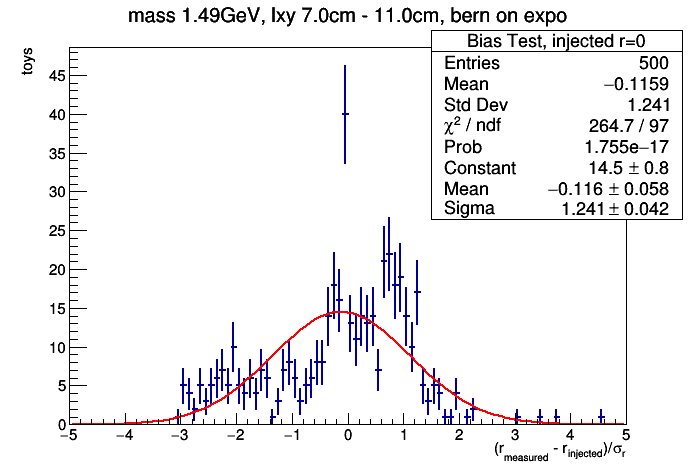 mass 1.49GeV, lxy 7.0cm - 11.0cm, bern on expo
toys
Bias Test, injected r=0
Entries 500
Mean −0.1159
Std Dev 1.241
χ² / ndf 264.7 / 97
Prob 1.755e−17
Constant 14.5 ± 0.8
Mean −0.116 ± 0.058
Sigma 1.241 ± 0.042
45
40
35
30
25
20
15
10
5
0
−5 −4 −3 −2 −1 0 1 2 3 4 5
(r_measured - r_injected)/σ_r